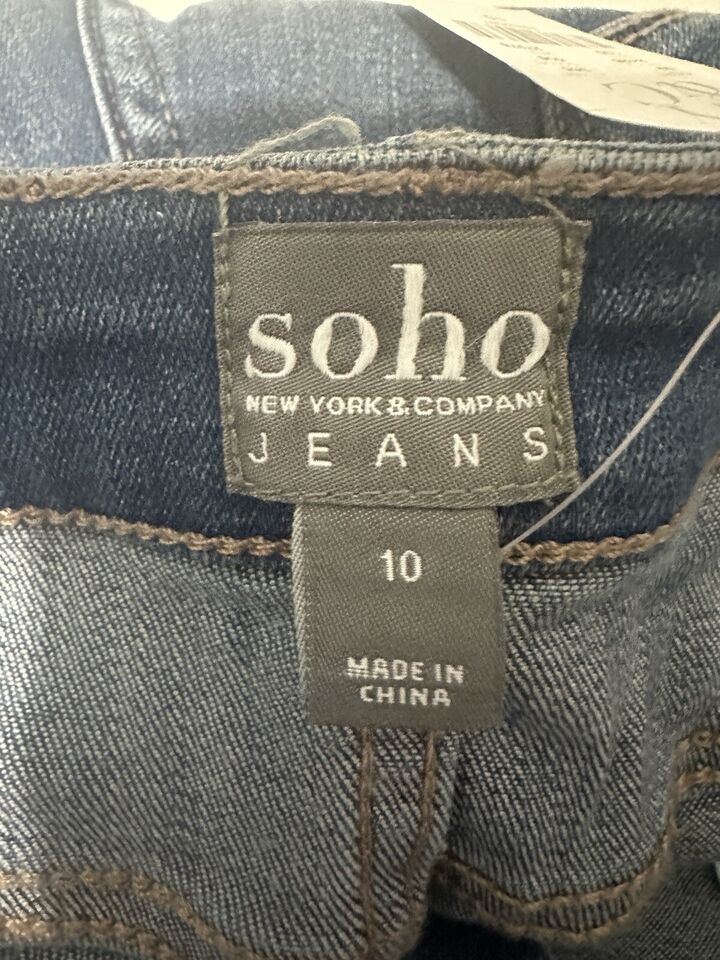 soho
NEW YORK & COMPANY
JEANS
10
MADE IN
CHINA